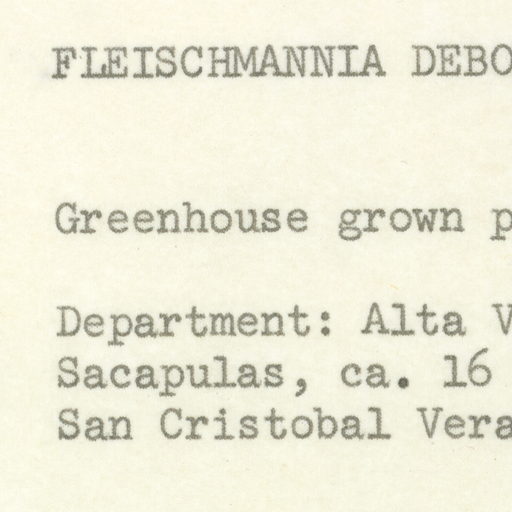 FLEISCHMANNIA DEBO
Greenhouse grown p
Department: Alta V
Sacapulas, ca. 16
San Cristobal Vera